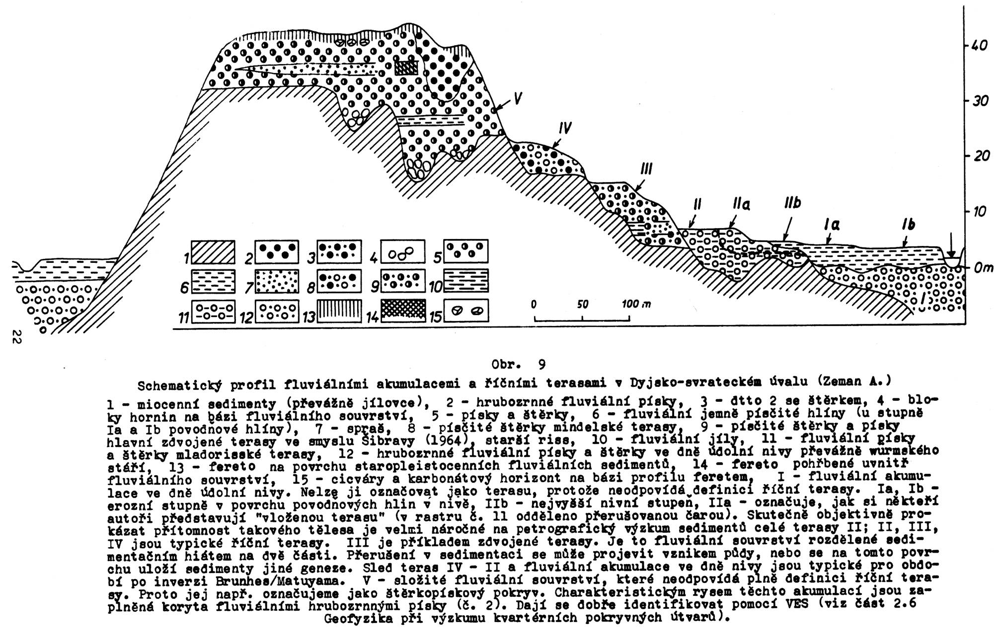 40
30
20
10
0m
V
IV
III
II
IIa
IIb
Ia
Ib
I
1 2 3 4 5
6 7 8 9 10
11 12 13 14 15
0 50 100 m
22
Obr. 9
Schematický profil fluviálními akumulacemi a říčními terasami v Dyjsko-svrateckém úvalu (Zeman A.)
1 - miocenní sedimenty (převážně jílovce), 2 - hrubozrnné fluviální písky, 3 - dtto 2 se štěrkem, 4 - blo-
ky hornin na bázi fluviálního souvrství, 5 - písky a štěrky, 6 - fluviální jemně písčité hlíny (u stupně
Ia a Ib povodňové hlíny), 7 - spraš, 8 - písčité štěrky mindelské terasy, 9 - písčité štěrky a písky
hlavní zdvojené terasy ve smyslu Šibravy (1964), starší riss, 10 - fluviální jíly, 11 - fluviální písky
a štěrky mladorisské terasy, 12 - hrubozrnné fluviální písky a štěrky ve dně údolní nivy převážně wurmského
stáří, 13 - fereto na povrchu staropleistocenních fluviálních sedimentů, 14 - fereto pohřbené uvnitř
fluviálního souvrství, 15 - cicváry a karbonátový horizont na bázi profilu feretem, I - fluviální akumu-
lace ve dně údolní nivy. Nelze ji označovat jako terasu, protože neodpovídá definici říční terasy. Ia, Ib -
erozní stupně v povrchu povodňových hlin v nivě, IIb - nejvyšší nivní stupeň, IIa - označuje, jak si někteří
autoři představují "vloženou terasu" (v rastru č. 11 odděleno přerušovanou čarou). Skutečně objektivně pro-
kázat přítomnost takového tělesa je velmi náročné na petrografický výzkum sedimentů celé terasy II; II, III,
IV jsou typické říční terasy. III je příkladem zdvojené terasy. Je to fluviální souvrství rozdělené sedi-
mentačním hiátem na dvě části. Přerušení v sedimentaci se může projevit vznikem půdy, nebo se na tomto povr-
chu uloží sedimenty jiné geneze. Sled teras IV - II a fluviální akumulace ve dně nivy jsou typické pro obdo-
bí po inverzi Brunhes/Matuyama. V - složité fluviální souvrství, které neodpovídá plně definici říční tera-
sy. Proto jej např. označujeme jako štěrkopískový pokryv. Charakteristickým rysem těchto akumulací jsou za-
plněná koryta fluviálními hrubozrnnými písky (č. 2). Dají se dobře identifikovat pomocí VES (viz část 2.6
Geofyzika při výzkumu kvartérních pokryvných útvarů).